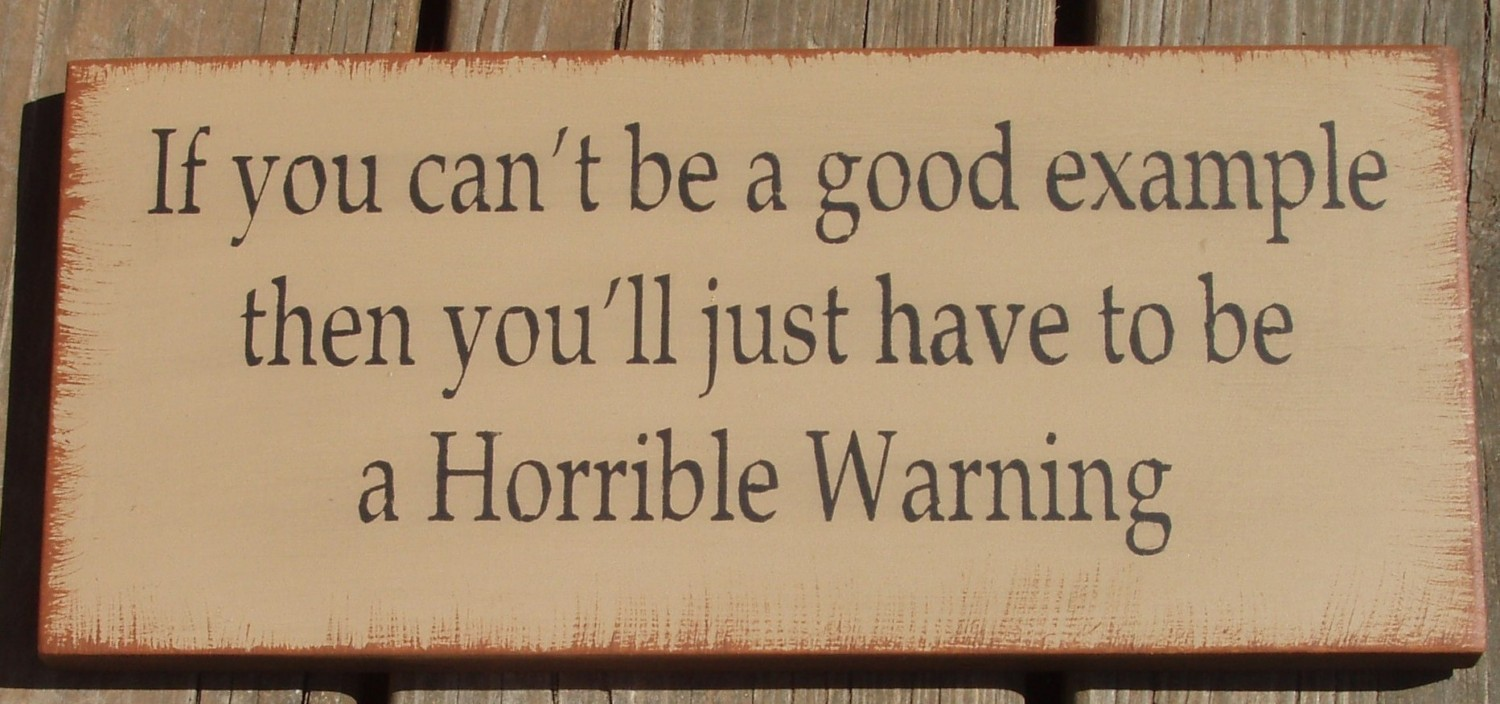 If you can't be a good example
then you'll just have to be
a Horrible Warning